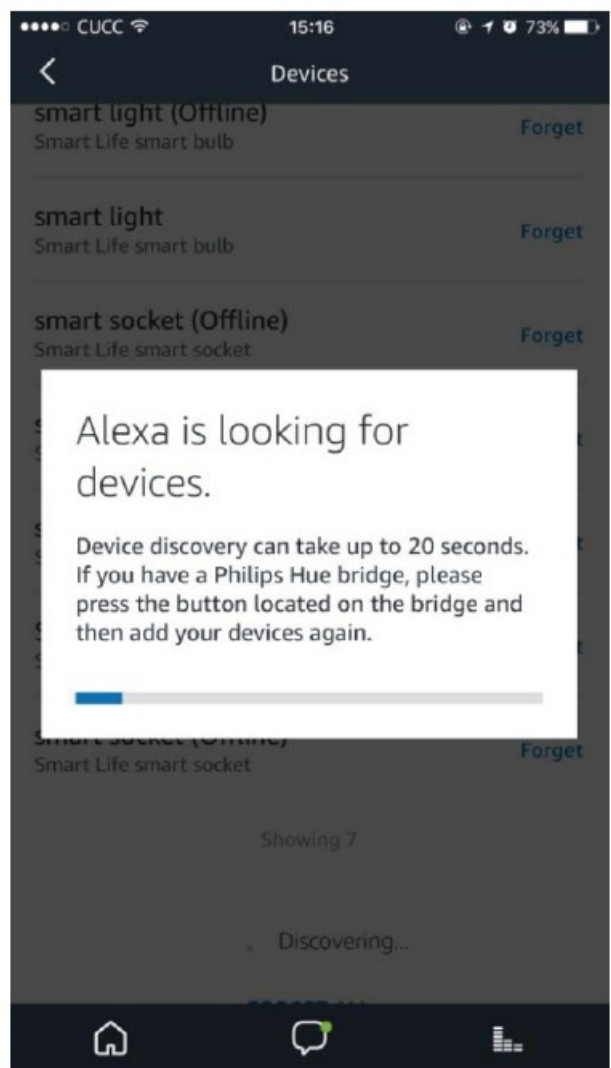 CUCC 15:16 73%
Devices
smart light (Offline)
Smart Life smart bulb
Forget
smart light
Smart Life smart bulb
Forget
smart socket (Offline)
Smart Life smart socket
Forget
Alexa is looking for
devices.
Device discovery can take up to 20 seconds.
If you have a Philips Hue bridge, please
press the button located on the bridge and
then add your devices again.
smart socket (Offline)
Smart Life smart socket
Forget
Showing 7
Discovering...